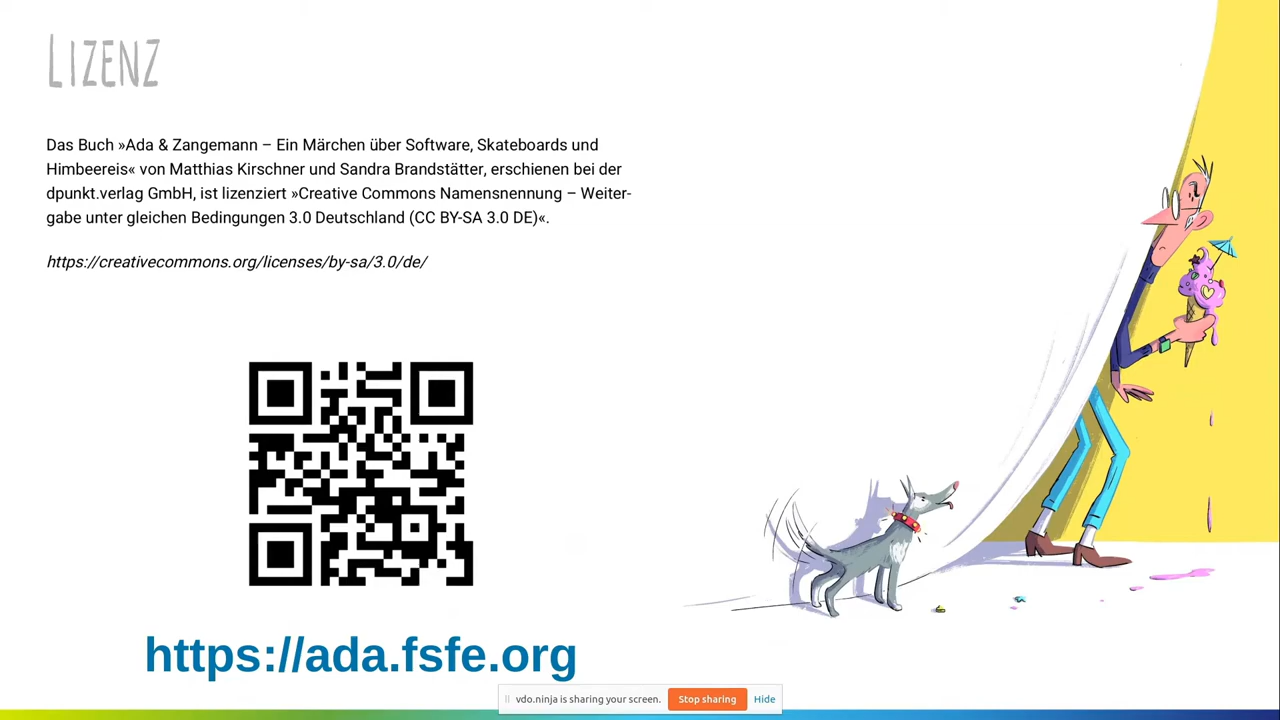 LIZENZ
Das Buch »Ada & Zangemann – Ein Märchen über Software, Skateboards und
Himbeereis« von Matthias Kirschner und Sandra Brandstätter, erschienen bei der
dpunkt.verlag GmbH, ist lizenziert »Creative Commons Namensnennung – Weiter-
gabe unter gleichen Bedingungen 3.0 Deutschland (CC BY-SA 3.0 DE)«.
https://creativecommons.org/licenses/by-sa/3.0/de/
https://ada.fsfe.org
vdo.ninja is sharing your screen. Stop sharing Hide